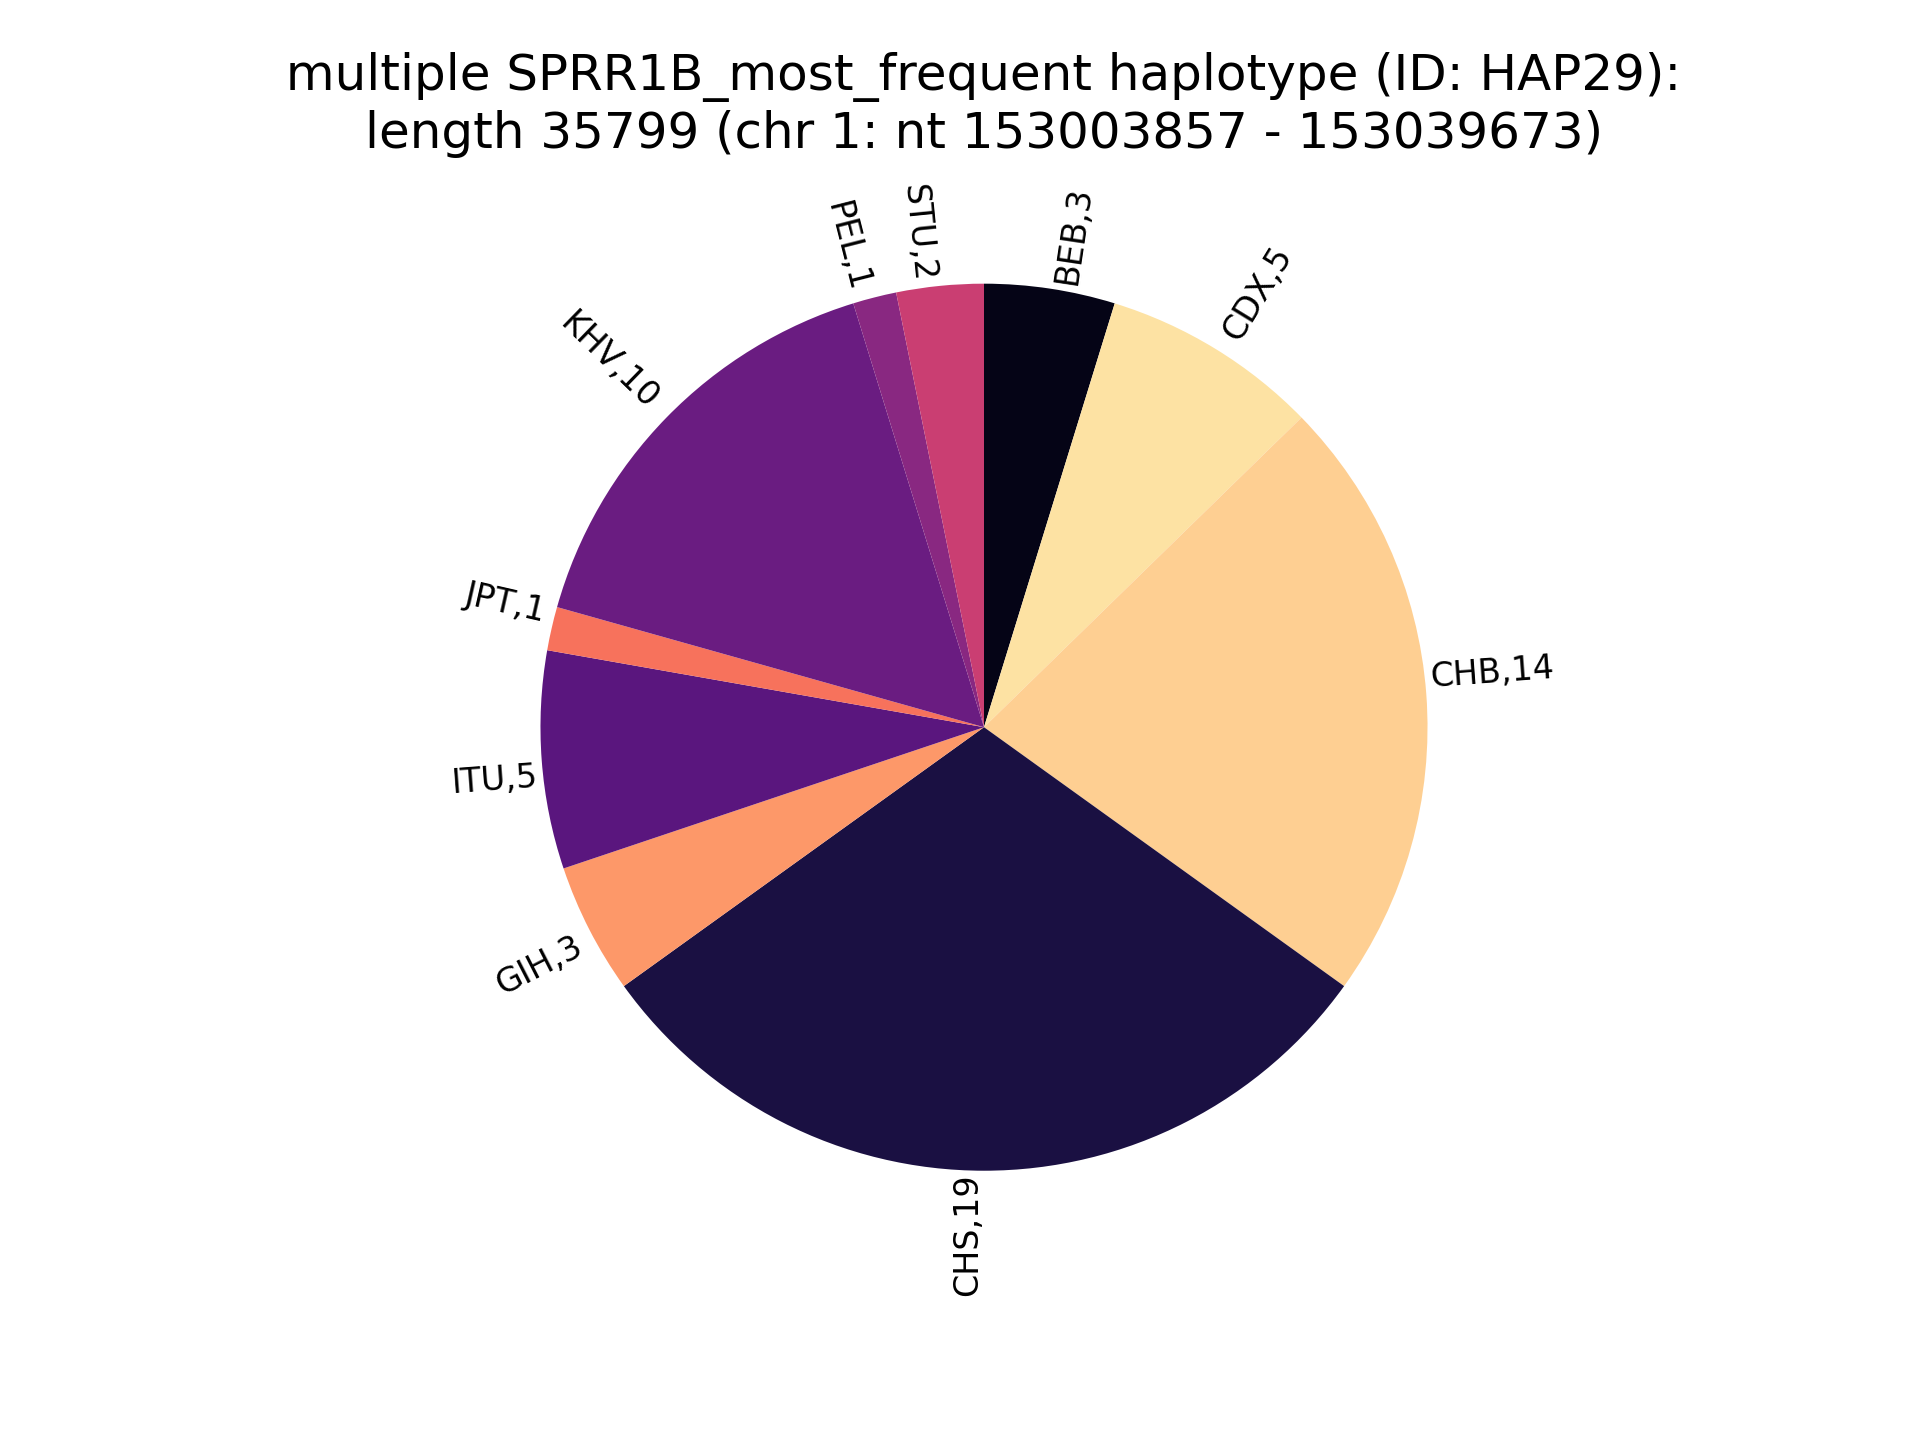 multiple SPRR1B_most_frequent haplotype (ID: HAP29):
length 35799 (chr 1: nt 153003857 - 153039673)
BEB,3
CDX,5
CHB,14
CHS,19
GIH,3
ITU,5
JPT,1
KHV,10
PEL,1
STU,2